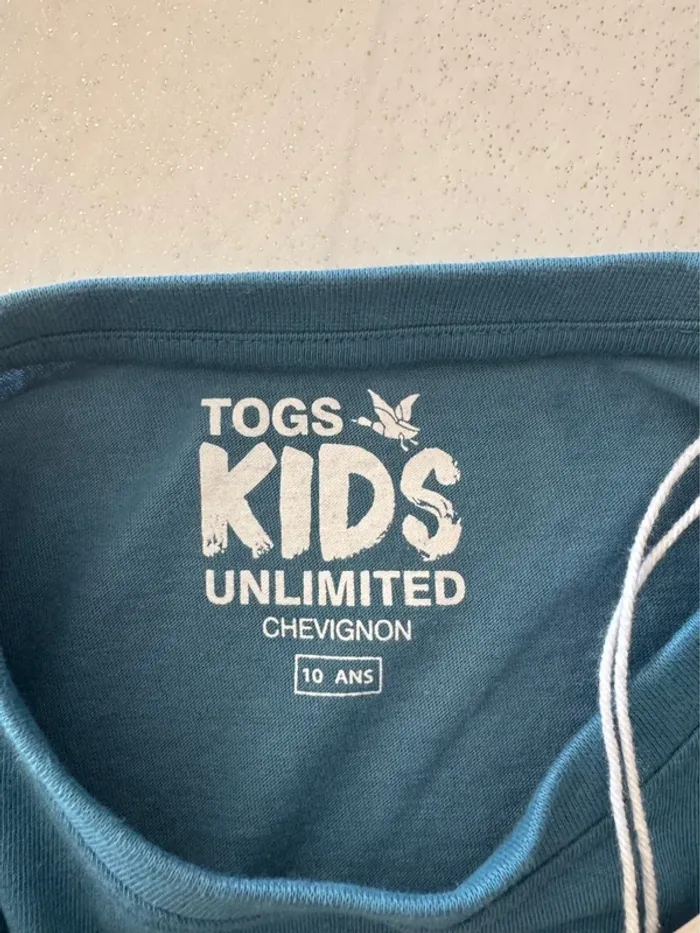 TOGS
KIDS
UNLIMITED
CHEVIGNON
10 ANS